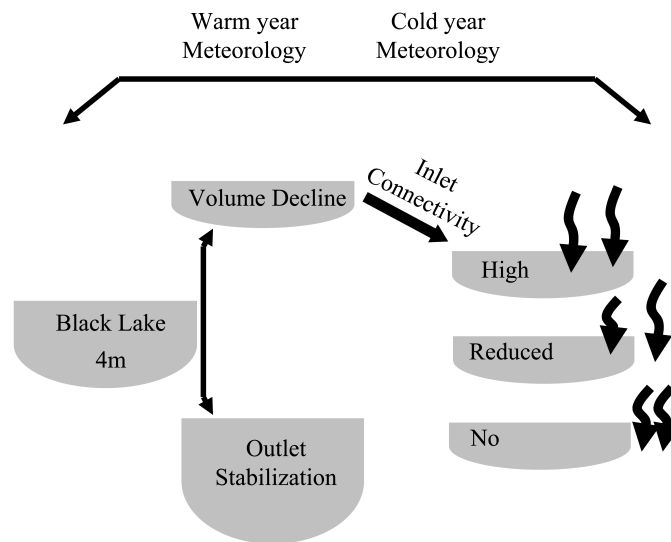 Warm year
Meteorology
Cold year
Meteorology
Volume Decline
Inlet
Connectivity
High
Black Lake
4m
Reduced
No
Outlet
Stabilization